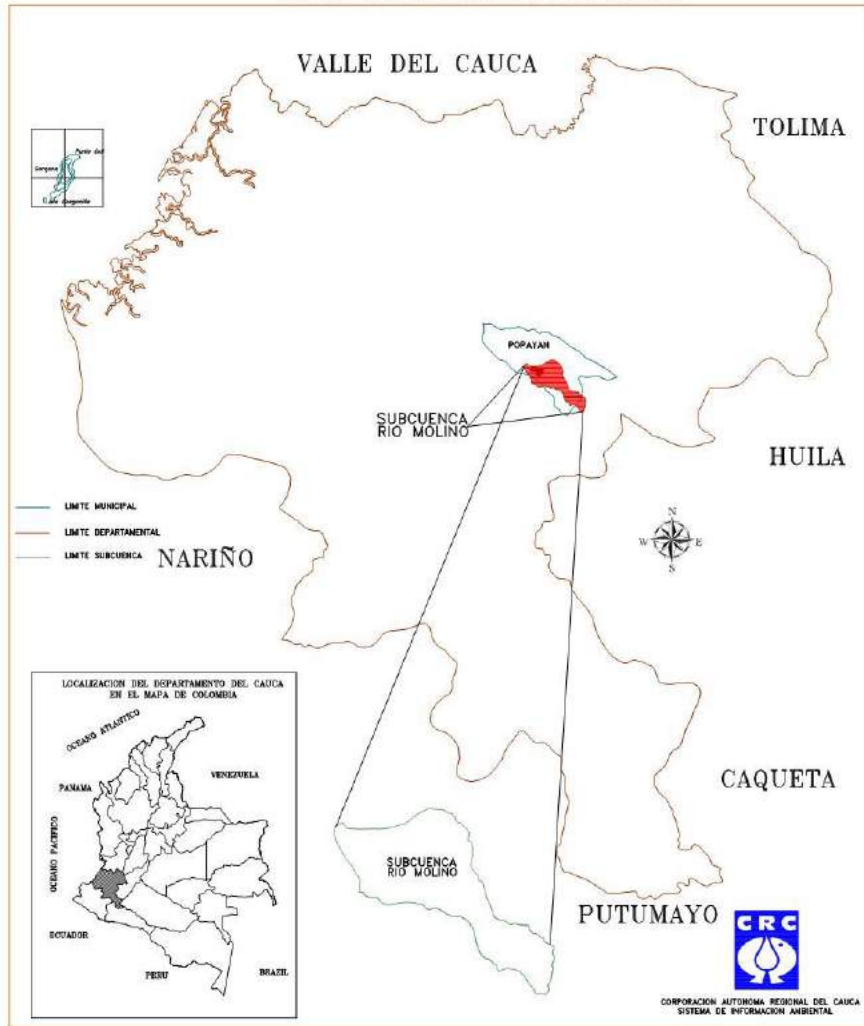 VALLE DEL CAUCA
TOLIMA
Gorgona
POPAYAN
SUBCUENCA
RIO MOLINO
HUILA
LIMITE MUNICIPAL
LIMITE DEPARTAMENTAL
LIMITE SUBCUENCA
NARIÑO
N
W
E
S
LOCALIZACION DEL DEPARTAMENTO DEL CAUCA
EN EL MAPA DE COLOMBIA
OCEANO ATLANTICO
PANAMA
VENEZUELA
OCEANO PACIFICO
ECUADOR
PERU
BRAZIL
SUBCUENCA
RIO MOLINO
CAQUETA
PUTUMAYO
CRC
CORPORACION AUTONOMA REGIONAL DEL CAUCA
SISTEMA DE INFORMACION AMBIENTAL